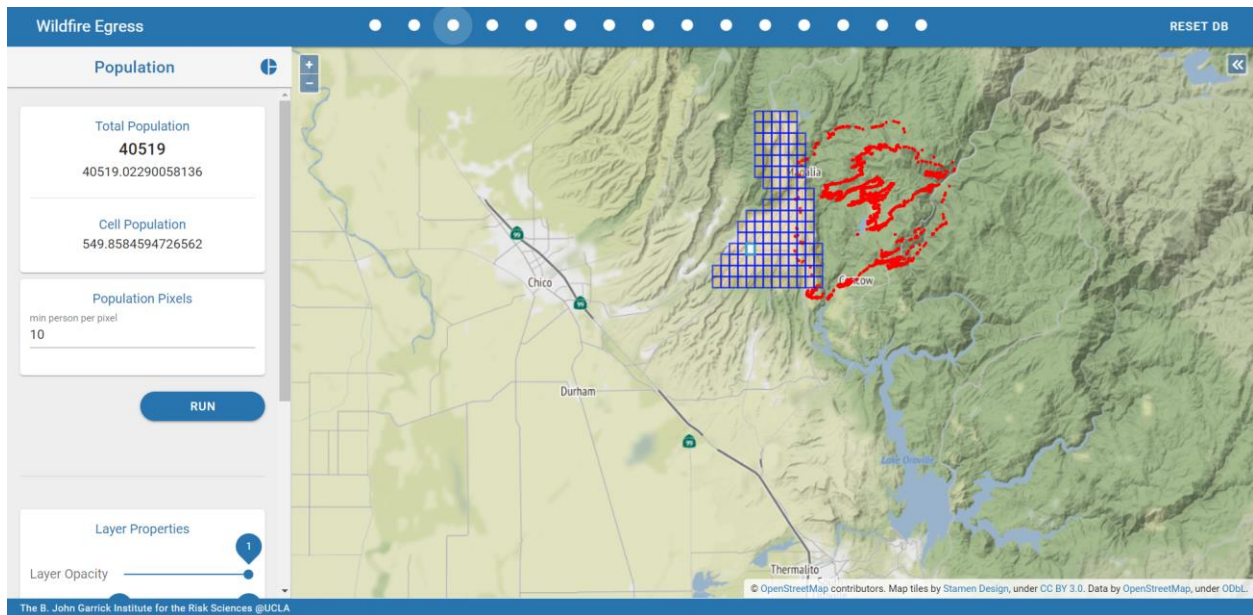 Wildfire Egress
RESET DB
Population
Total Population
40519
40519.02290058136
Cell Population
549.8584594726562
Population Pixels
min person per pixel
10
RUN
Layer Properties
1
Layer Opacity
+
−
«
99
Chico
99
Durham
99
Lake Oroville
Thermalito
© OpenStreetMap contributors. Map tiles by Stamen Design, under CC BY 3.0. Data by OpenStreetMap, under ODbL.
The B. John Garrick Institute for the Risk Sciences @UCLA